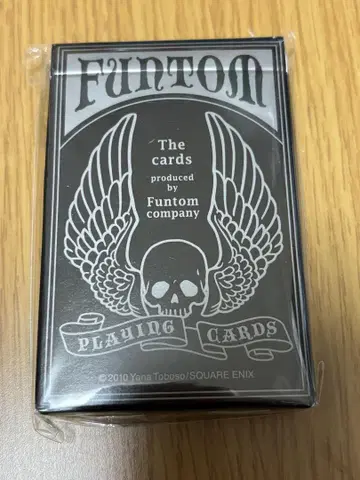 FUNTOM
The
cards
produced
by
Funtom
company
PLAYING CARDS
©2010 Yana Toboso/SQUARE ENIX